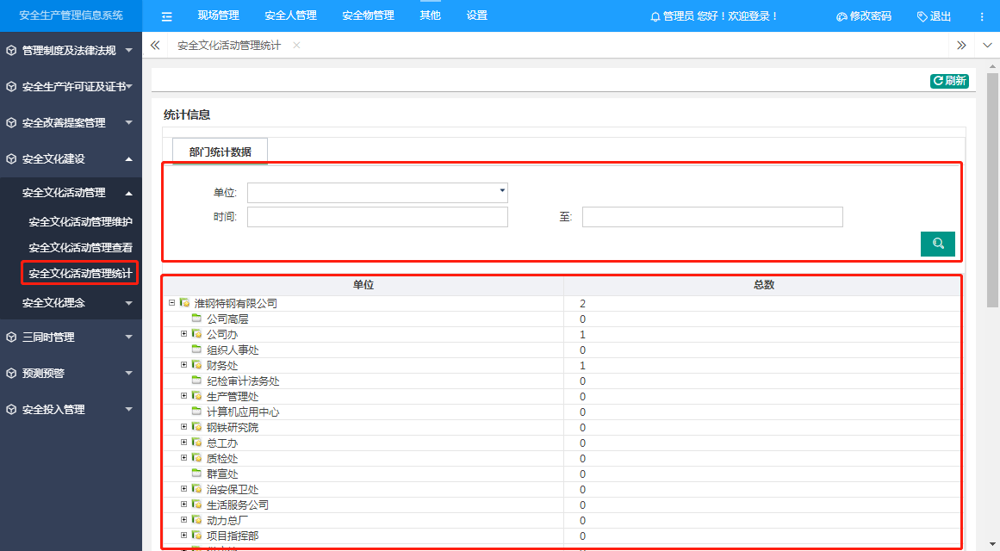 安全生产管理信息系统
现场管理 安全人管理 安全物管理 其他 设置
管理员 您好！欢迎登录！ 修改密码 退出
管理制度及法律法规
安全生产许可证及证书
安全改善提案管理
安全文化建设
安全文化活动管理
安全文化活动管理维护
安全文化活动管理查看
安全文化活动管理统计
安全文化理念
三同时管理
预测预警
安全投入管理
安全文化活动管理统计
刷新
统计信息
部门统计数据
单位:
时间: 至:
单位 总数
淮钢特钢有限公司 2
公司高层 0
公司办 1
组织人事处 0
财务处 1
纪检审计法务处 0
生产管理处 0
计算机应用中心 0
钢铁研究院 0
总工办 0
质检处 0
群宣处 0
治安保卫处 0
生活服务公司 0
动力总厂 0
项目指挥部 0